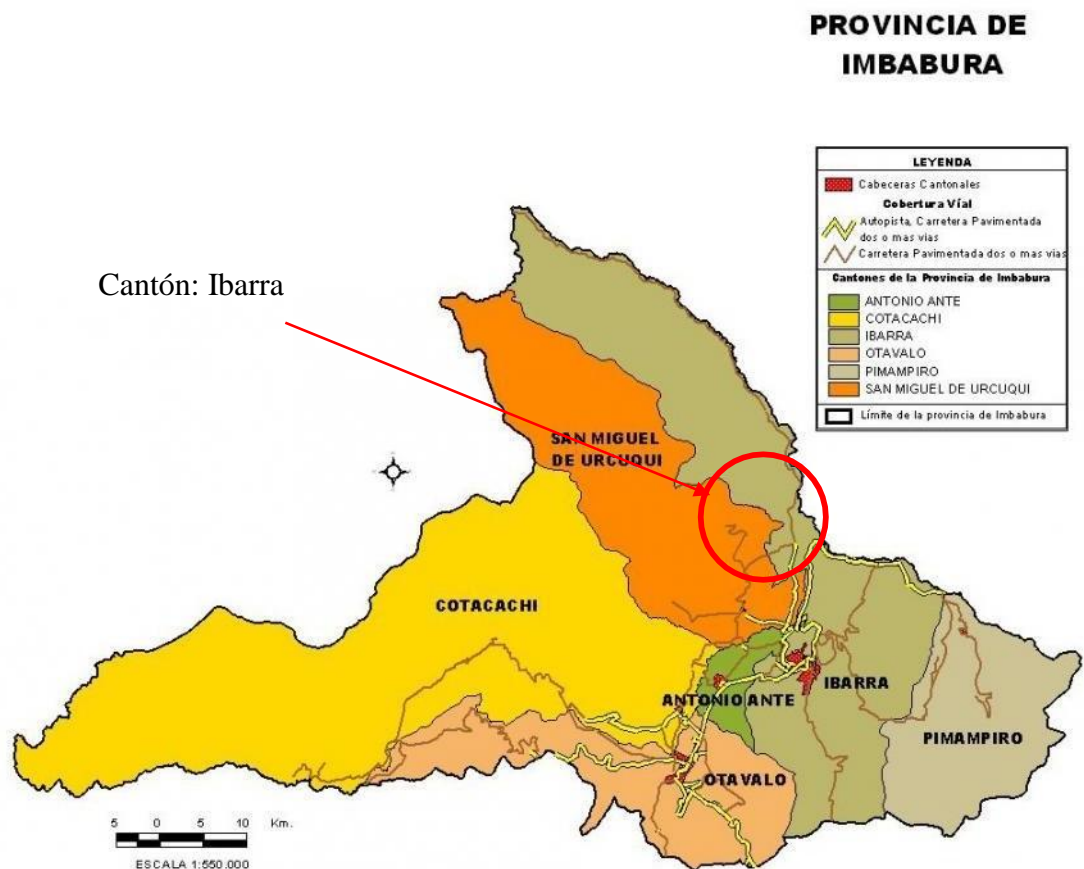 PROVINCIA DE
IMBABURA
LEYENDA
Cabeceras Cantonales
Cobertura Víal
Autopista, Carretera Pavimentada
dos o mas vias
Carretera Pavimentada dos o mas vias
Cantones de la Provincia de Imbabura
ANTONIO ANTE
COTACACHI
IBARRA
OTAVALO
PIMAMPIRO
SAN MIGUEL DE URCUQUI
Límite de la provincia de Imbabura
Cantón: Ibarra
SAN MIGUEL
DE URCUQUI
COTACACHI
ANTONIO ANTE
IBARRA
PIMAMPIRO
OTAVALO
5 0 5 10 Km.
ESCALA 1:550.000